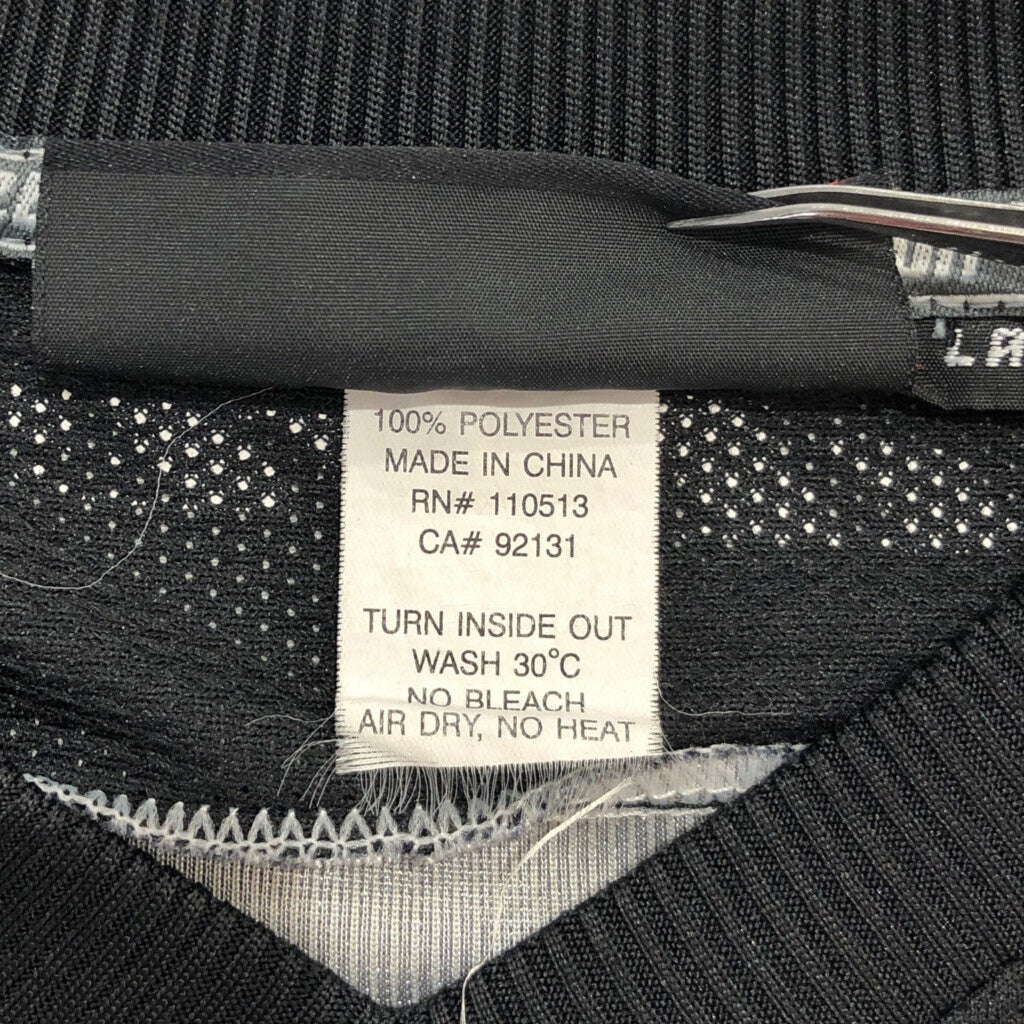 LA
100% POLYESTER
MADE IN CHINA
RN# 110513
CA# 92131
TURN INSIDE OUT
WASH 30°C
NO BLEACH
AIR DRY, NO HEAT